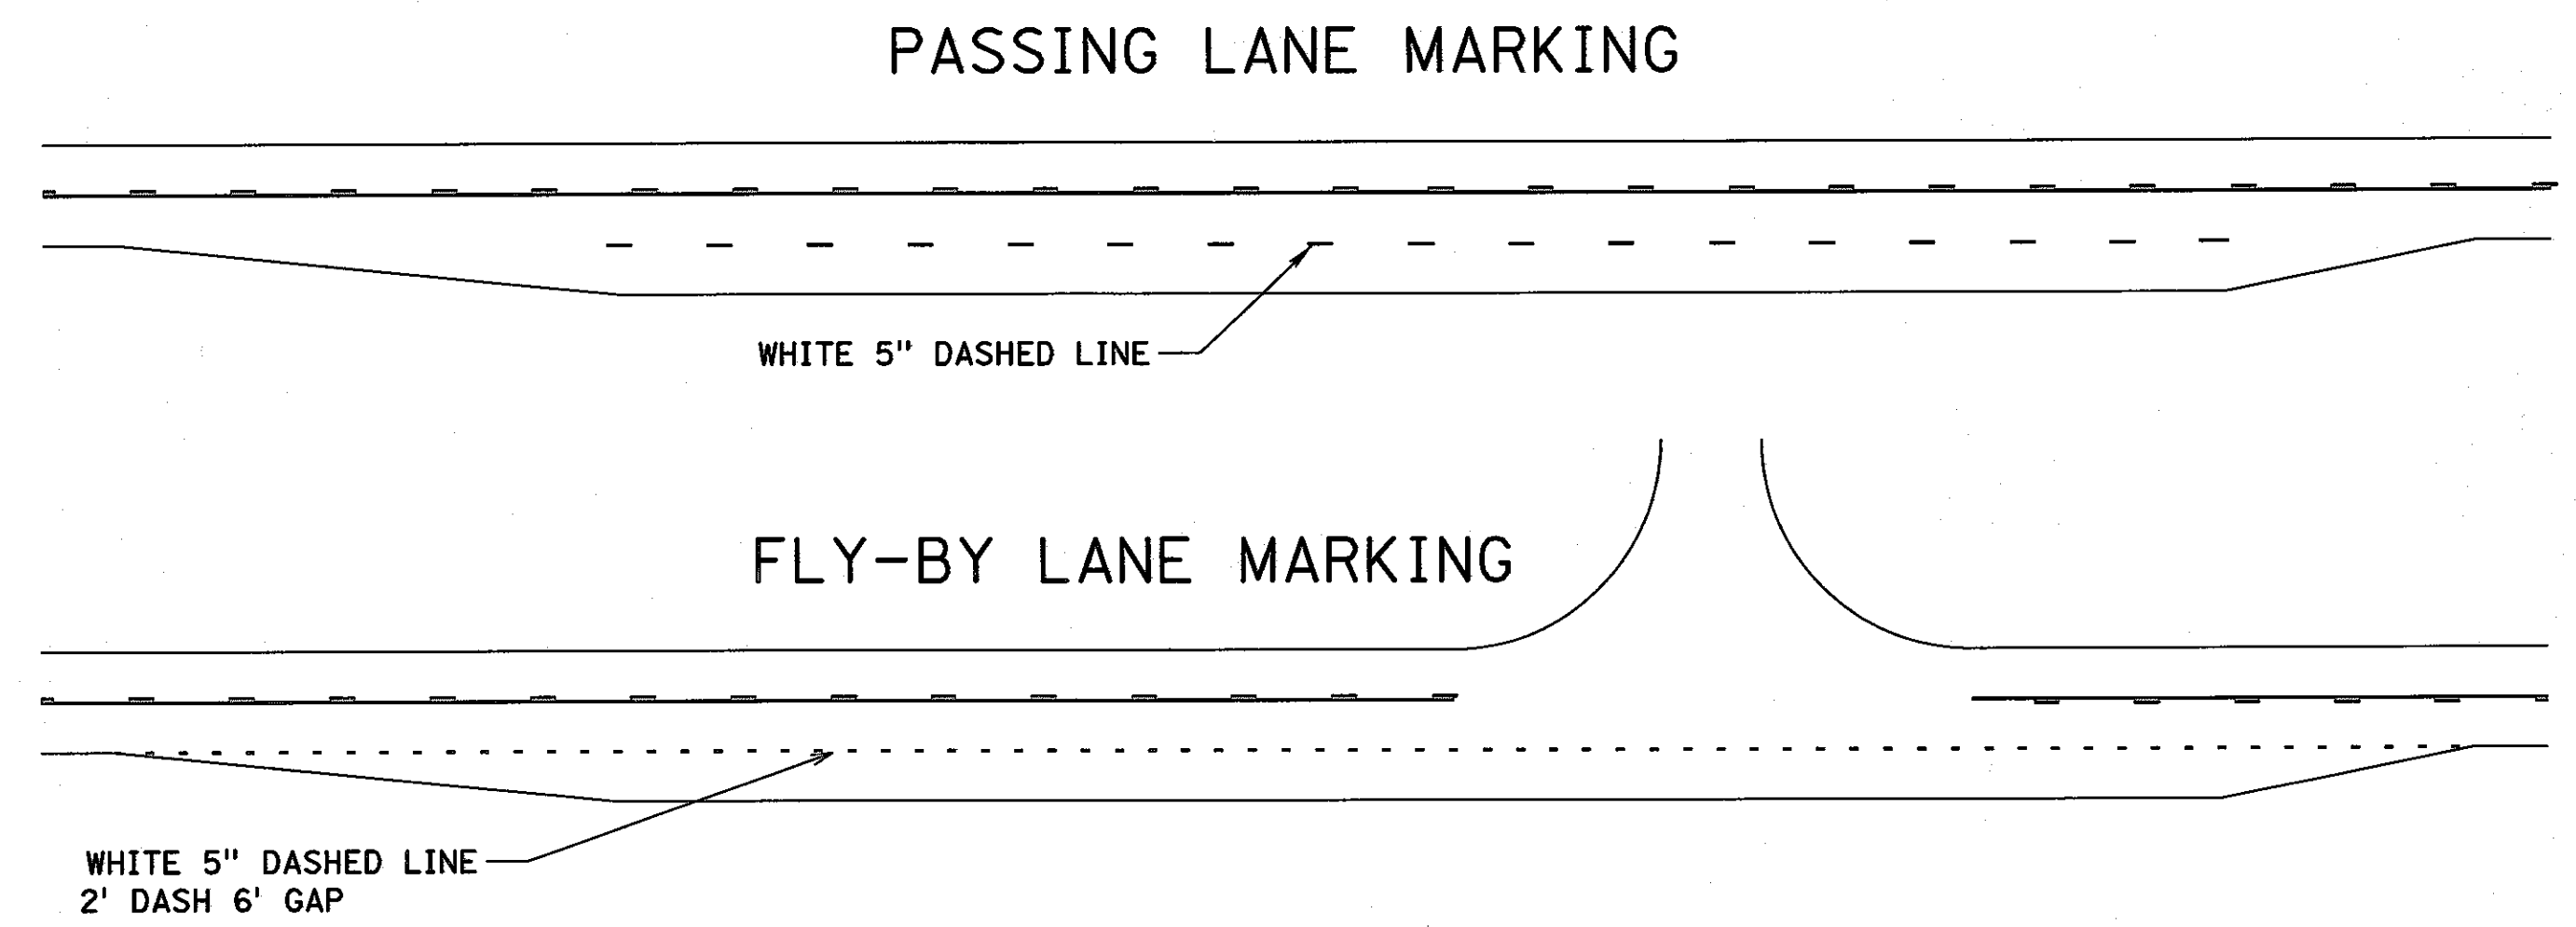 PASSING LANE MARKING
WHITE 5" DASHED LINE
FLY-BY LANE MARKING
WHITE 5" DASHED LINE
2' DASH 6' GAP